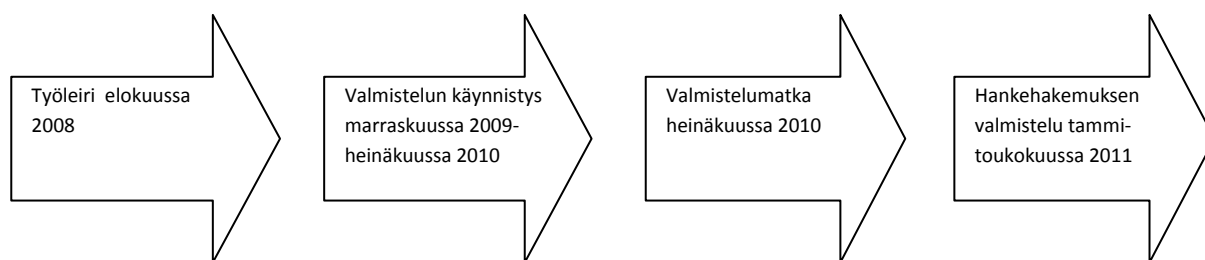 Työleiri elokuussa
2008
Valmistelun käynnistys
marraskuussa 2009-
heinäkuussa 2010
Valmistelumatka
heinäkuussa 2010
Hankehakemuksen
valmistelu tammi-
toukokuussa 2011